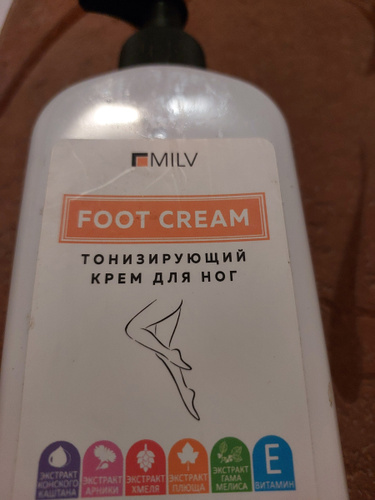 MILV
FOOT CREAM
ТОНИЗИРУЮЩИЙ
КРЕМ ДЛЯ НОГ
ЭКСТРАКТ
КОНСКОГО
КАШТАНА
ЭКСТРАКТ
АРНИКИ
ЭКСТРАКТ
ХМЕЛЯ
ЭКСТРАКТ
ПЛЮЩА
ЭКСТРАКТ
ГАМА
МЕЛИСА
E
ВИТАМИН